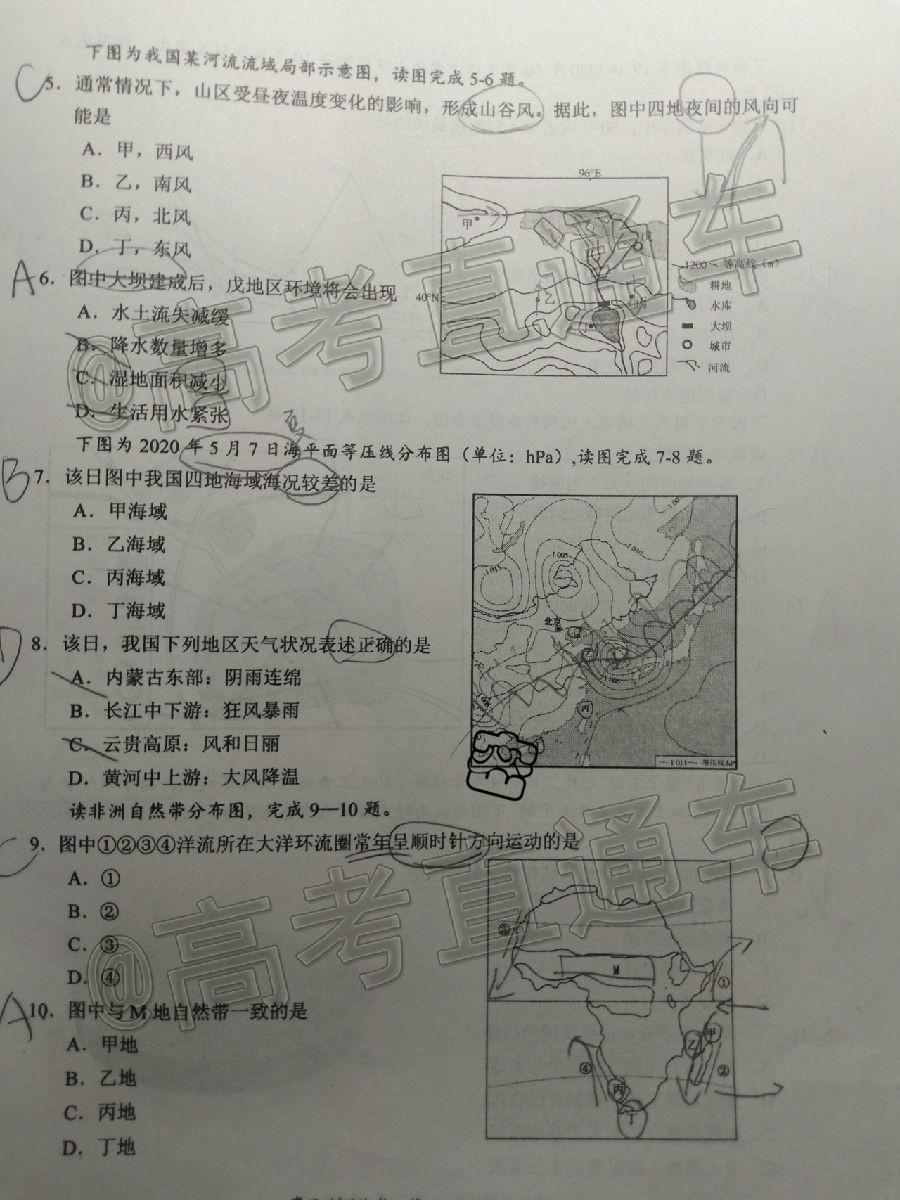 下图为我国某河流流域局部示意图，读图完成5-6题。
C
5．通常情况下，山区受昼夜温度变化的影响，形成山谷风。据此，图中四地夜间的风向可
能是
A．甲，西风
B．乙，南风
C．丙，北风
D．丁，东风
96°E
甲
戊
40°N
乙
丙
丁
1200 等高线（m）
耕地
水库
大坝
城市
河流
A
6．图中大坝建成后，戊地区环境将会出现
A．水土流失减缓
B．降水数量增多
C．湿地面积减少
D．生活用水紧张
夏
下图为2020年5月7日海平面等压线分布图（单位：hPa），读图完成7-8题。
B
7．该日图中我国四地海域海况较差的是
A．甲海域
B．乙海域
C．丙海域
D．丁海域
1010
1005
1015
1010
北京
丙
1005
1011 等压线/hPa
D
8．该日，我国下列地区天气状况表述正确的是
A．内蒙古东部：阴雨连绵
B．长江中下游：狂风暴雨
C．云贵高原：风和日丽
D．黄河中上游：大风降温
读非洲自然带分布图，完成9—10题。
C
9．图中①②③④洋流所在大洋环流圈常年呈顺时针方向运动的是
A．①
B．②
C．③
D．④
M
①
甲
乙
②
④
丙
丁
A
10．图中与M地自然带一致的是
A．甲地
B．乙地
C．丙地
D．丁地
@高考直通车
@高考直通车